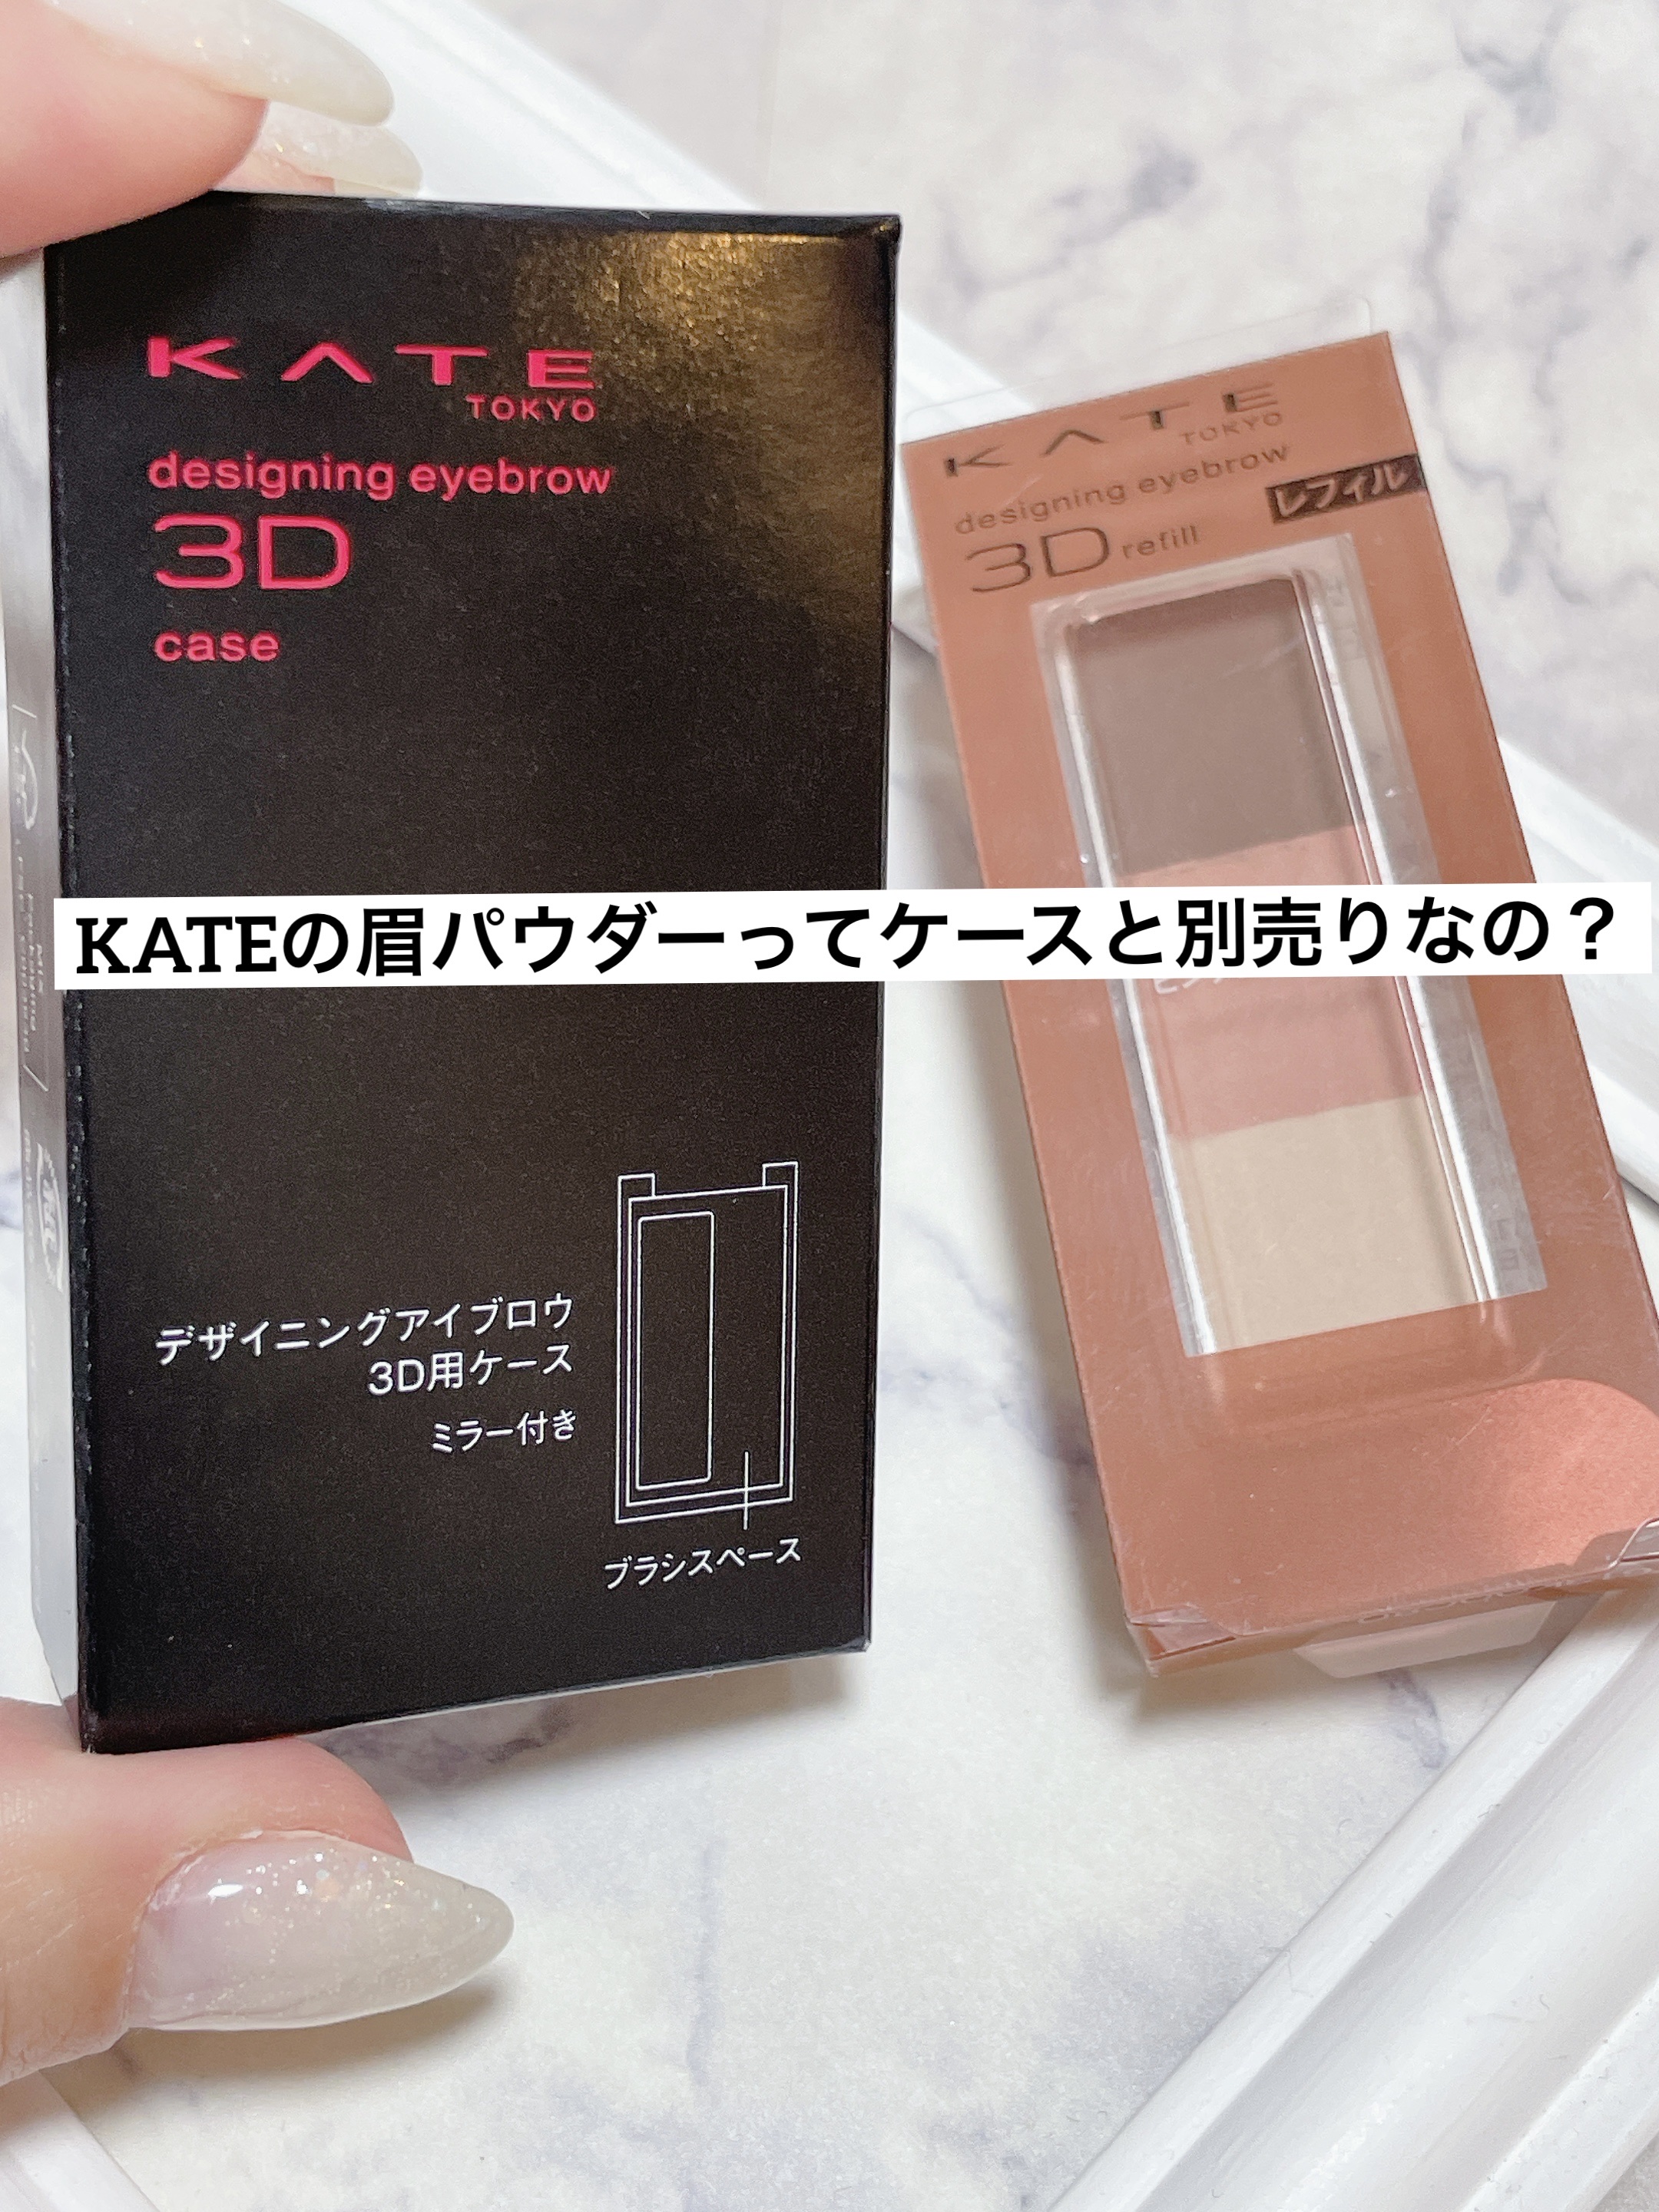 KATE
TOKYO
designing eyebrow
3D
case
KATE
TOKYO
designing eyebrow
レフィル
3D refill
KATEの眉パウダーってケースと別売りなの？
デザイニングアイブロウ
3D用ケース
ミラー付き
ブラシスペース